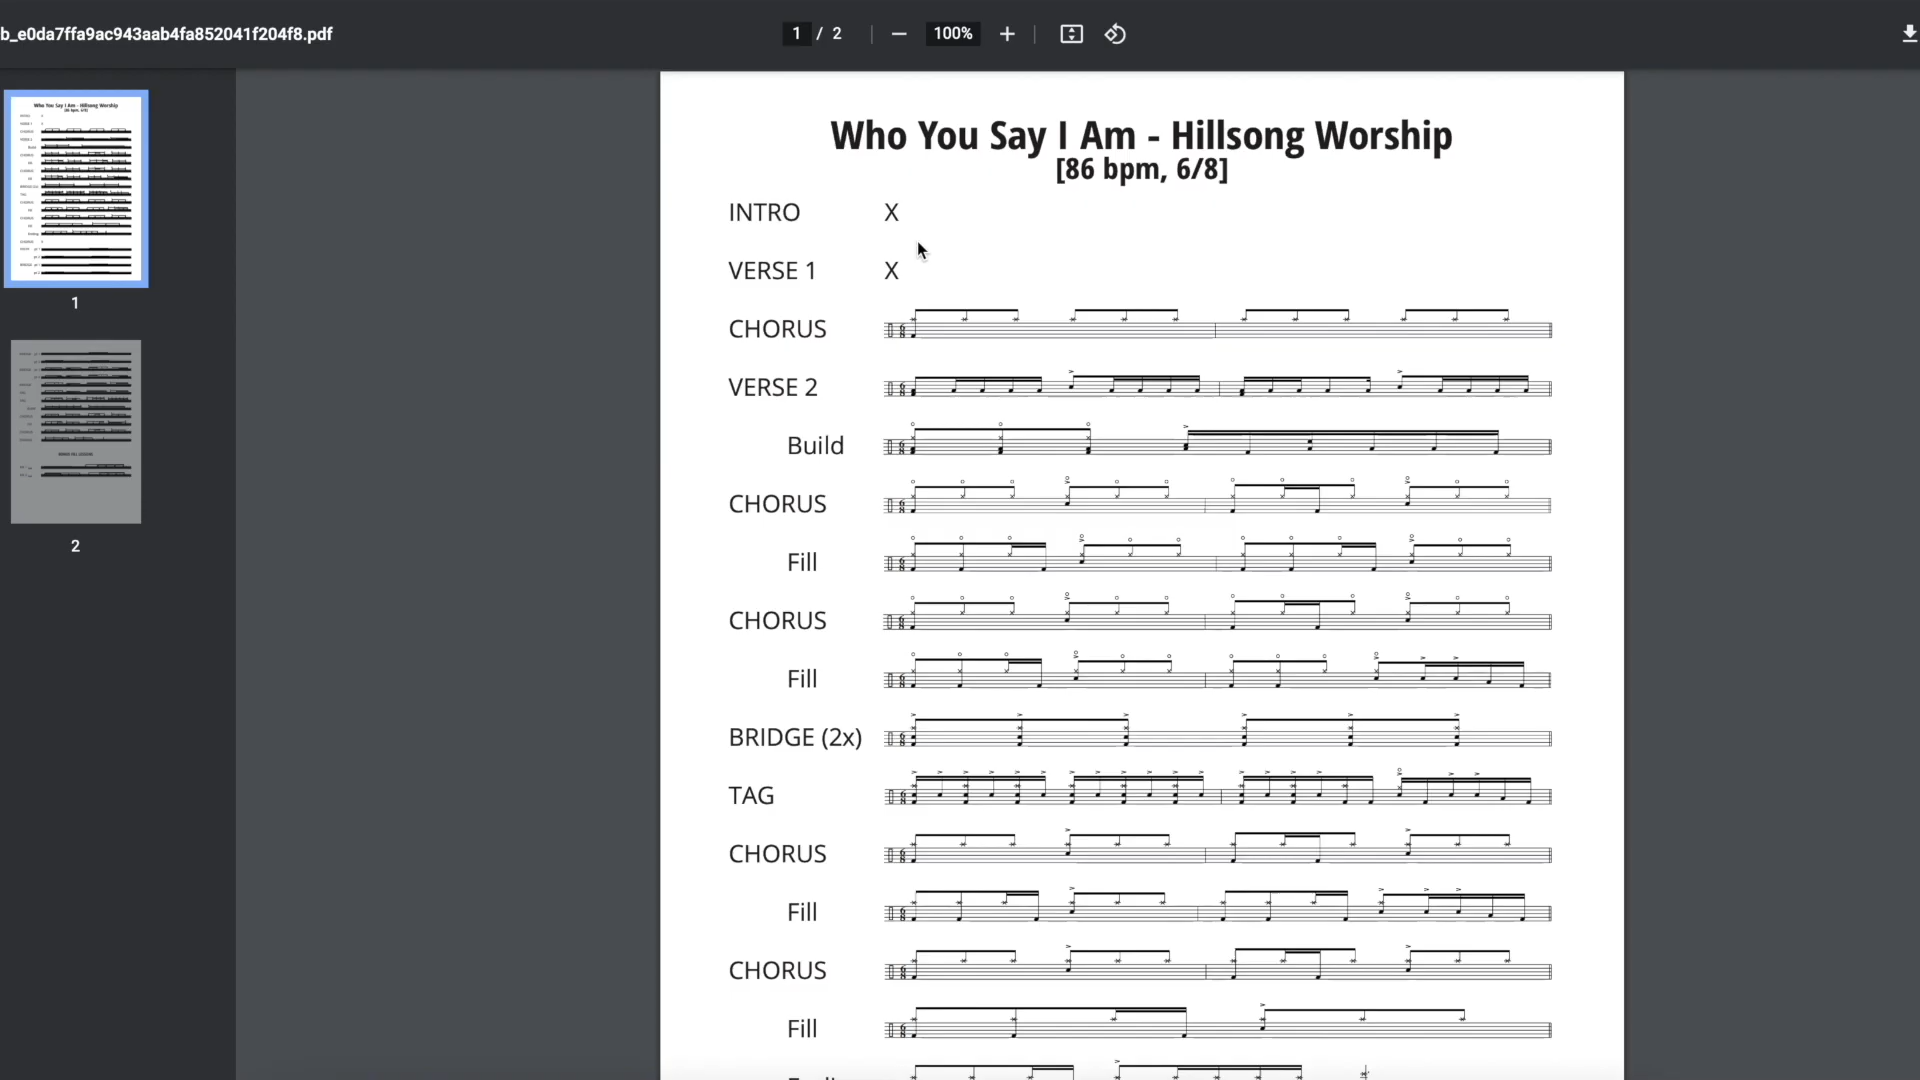 b_e0da7ffa9ac943aab4fa852041f204f8.pdf
1 / 2
100%
Who You Say I Am - Hillsong Worship
[86 bpm, 6/8]
INTRO X
VERSE 1 X
CHORUS
VERSE 2
Build
CHORUS
Fill
CHORUS
Fill
BRIDGE (2x)
TAG
CHORUS
Fill
CHORUS
Fill
1
2